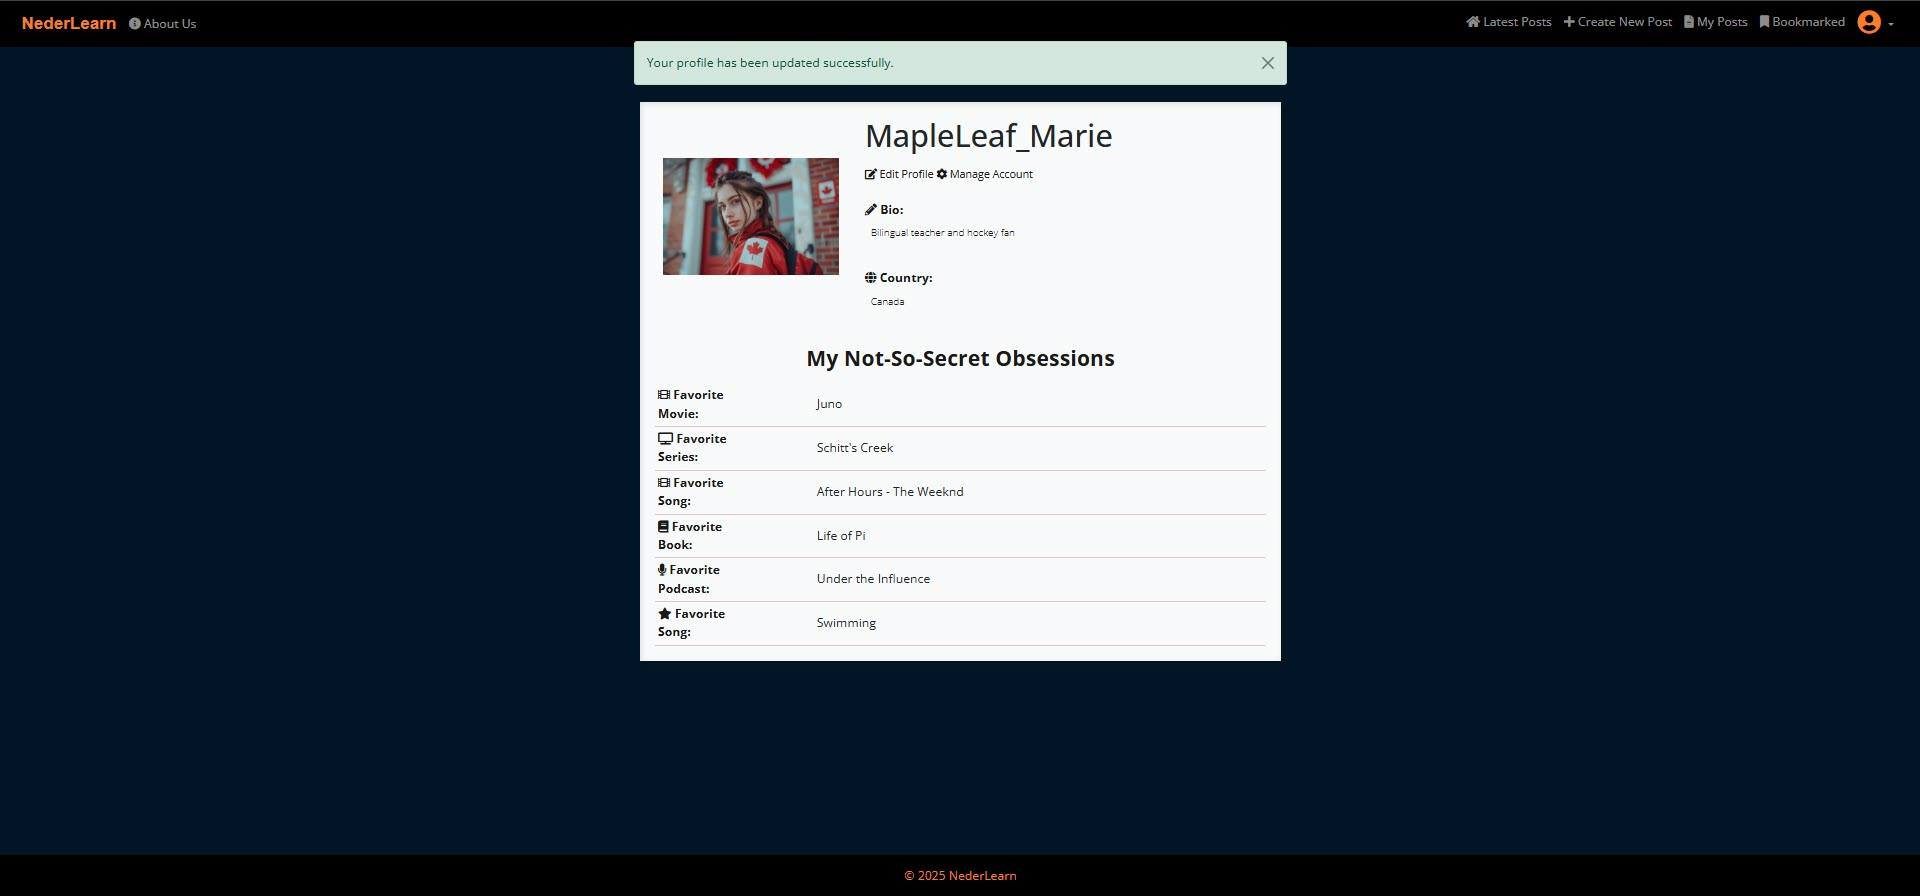 NederLearn About Us Latest Posts Create New Post My Posts Bookmarked
Your profile has been updated successfully.
MapleLeaf_Marie
Edit Profile Manage Account
Bio:
Bilingual teacher and hockey fan
Country:
Canada
My Not-So-Secret Obsessions
Favorite
Movie:
Juno
Favorite
Series:
Schitt's Creek
Favorite
Song:
After Hours - The Weeknd
Favorite
Book:
Life of Pi
Favorite
Podcast:
Under the Influence
Favorite
Song:
Swimming
© 2025 NederLearn